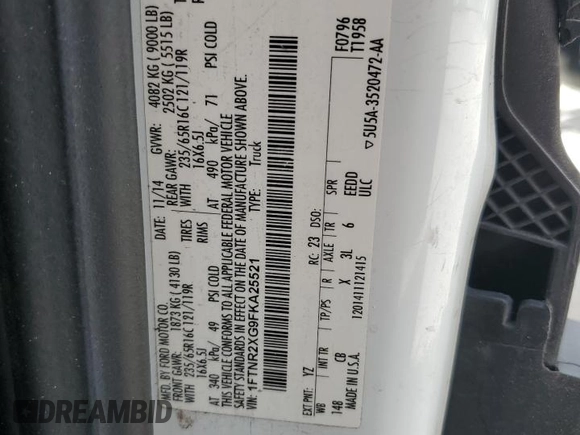 MFD. BY FORD MOTOR CO.
DATE: 11/14 GVWR: 4082 KG ( 9000 LB)
FRONT GAWR: 1873 KG ( 4130 LB) REAR GAWR: 2502 KG ( 5515 LB)
WITH 235/65R16C 121/119R TIRES WITH 235/65R16C 121/119R
16X6.5J RIMS 16X6.5J
AT 340 kPa/ 49 PSI COLD AT 490 kPa/ 71 PSI COLD
THIS VEHICLE CONFORMS TO ALL APPLICABLE FEDERAL MOTOR VEHICLE
SAFETY STANDARDS IN EFFECT ON THE DATE OF MANUFACTURE SHOWN ABOVE.
VIN: 1FTNR2XG9FKA25521 TYPE: Truck
F0796
T1958
EXT PNT: YZ RC: 23 DSO:
WB INT TR TP/PS R AXLE TR SPR
148 CB X 3L 6 EEDD
MADE IN U.S.A. 12014111121415 ULC
5U5A-3520472-AA
DREAMBID